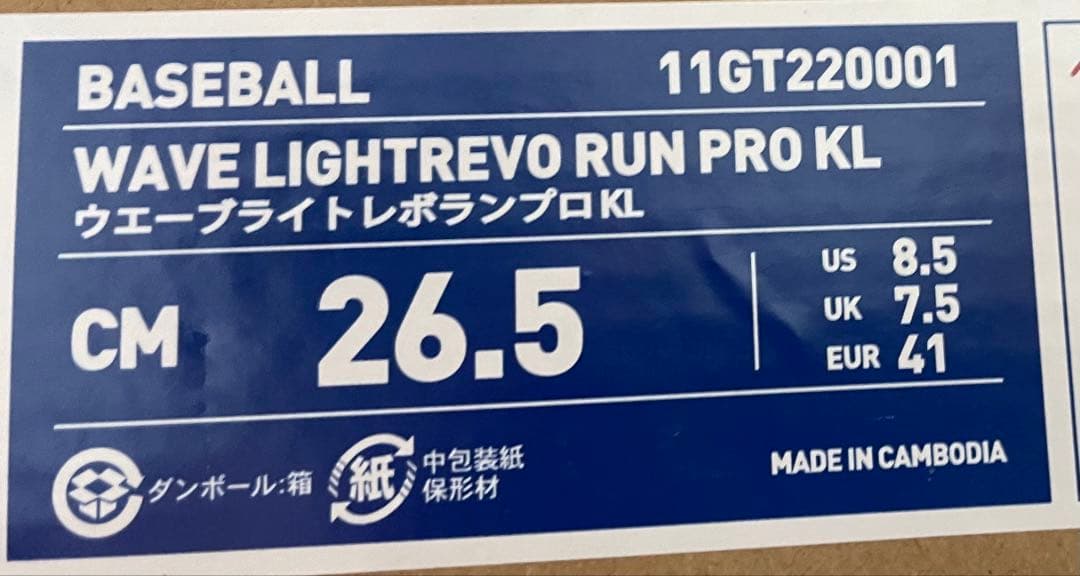 BASEBALL 11GT220001
WAVE LIGHTREVO RUN PRO KL
ウエーブライトレボランプロKL
CM 26.5
US 8.5
UK 7.5
EUR 41
ダンボール:箱
紙
中包装紙
保形材
MADE IN CAMBODIA